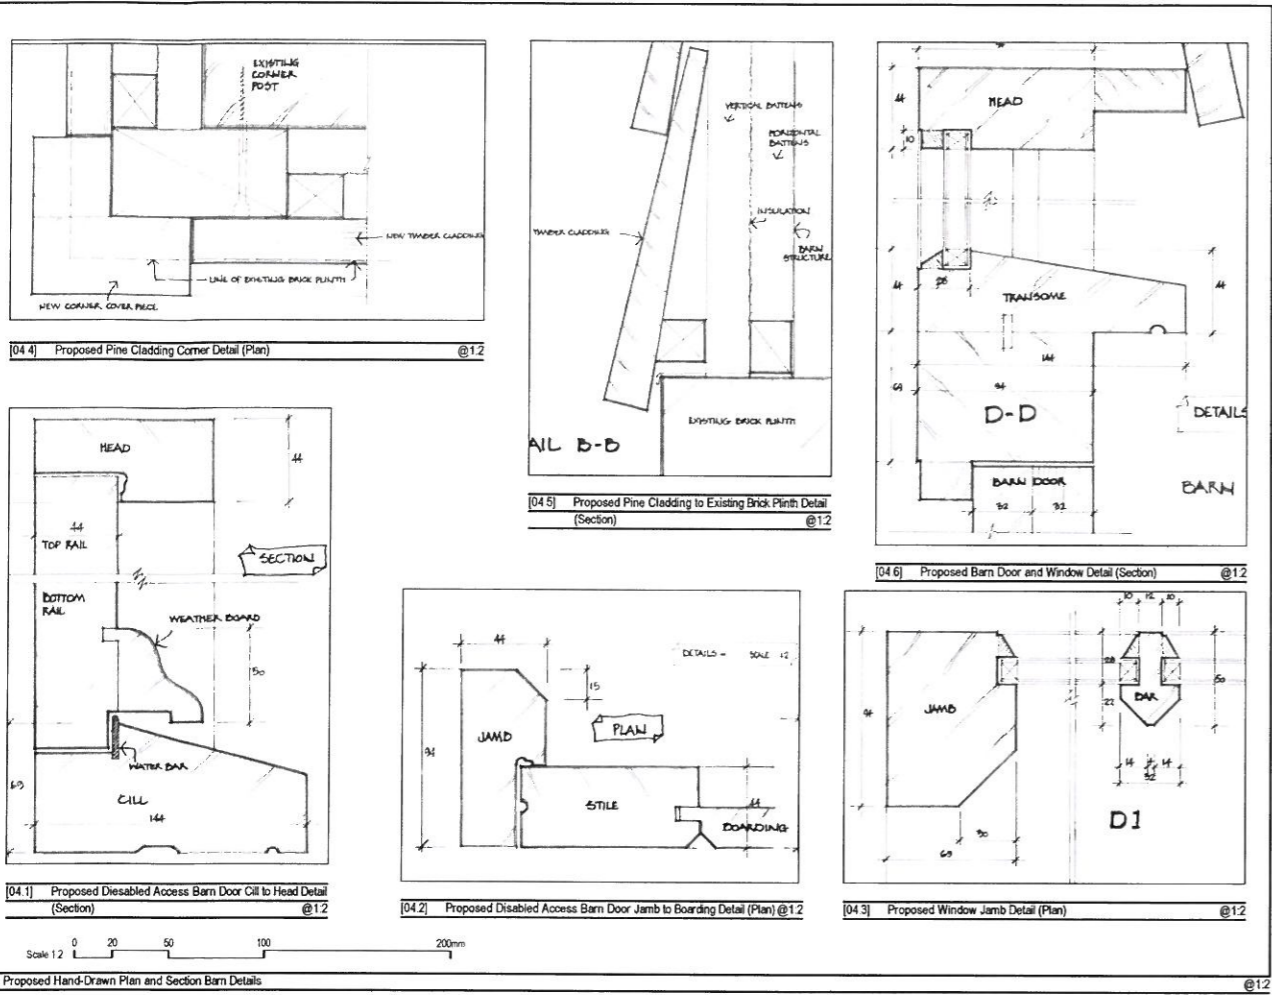 EXISTING
CORNER
POST
NEW TIMBER CLADDING
LINE OF EXISTING BRICK PLINTH
NEW CORNER COVER PIECE
[04 4] Proposed Pine Cladding Corner Detail (Plan) @1:2
VERTICAL BATTENS
HORIZONTAL
BATTENS
INSULATION
TIMBER CLADDING
BARN
STRUCTURE
EXISTING BRICK PLINTH
AIL B-B
[04 5] Proposed Pine Cladding to Existing Brick Plinth Detail
(Section) @1:2
44
HEAD
10
28
44
TRANSOME
44
144
69
94
D-D
DETAILS
BARN DOOR
32 32
BARN
[04.6] Proposed Barn Door and Window Detail (Section) @1:2
HEAD
44
44
TOP RAIL
SECTION
BOTTOM
RAIL
WEATHER BOARD
50
WATER BAR
69
CILL
144
[04.1] Proposed Diesabled Access Barn Door Cill to Head Detail
(Section) @1:2
44
DETAILS - SCALE 1:2
15
94
JAMB
PLAN
STILE
44
BOARDING
[04.2] Proposed Disabled Access Barn Door Jamb to Boarding Detail (Plan) @1:2
10 12 10
28
50
BAR
22
94
JAMB
14 4 14
32
D1
30
69
[04.3] Proposed Window Jamb Detail (Plan) @1:2
Scale 1:2 0 20 50 100 200mm
Proposed Hand-Drawn Plan and Section Barn Details @1:2